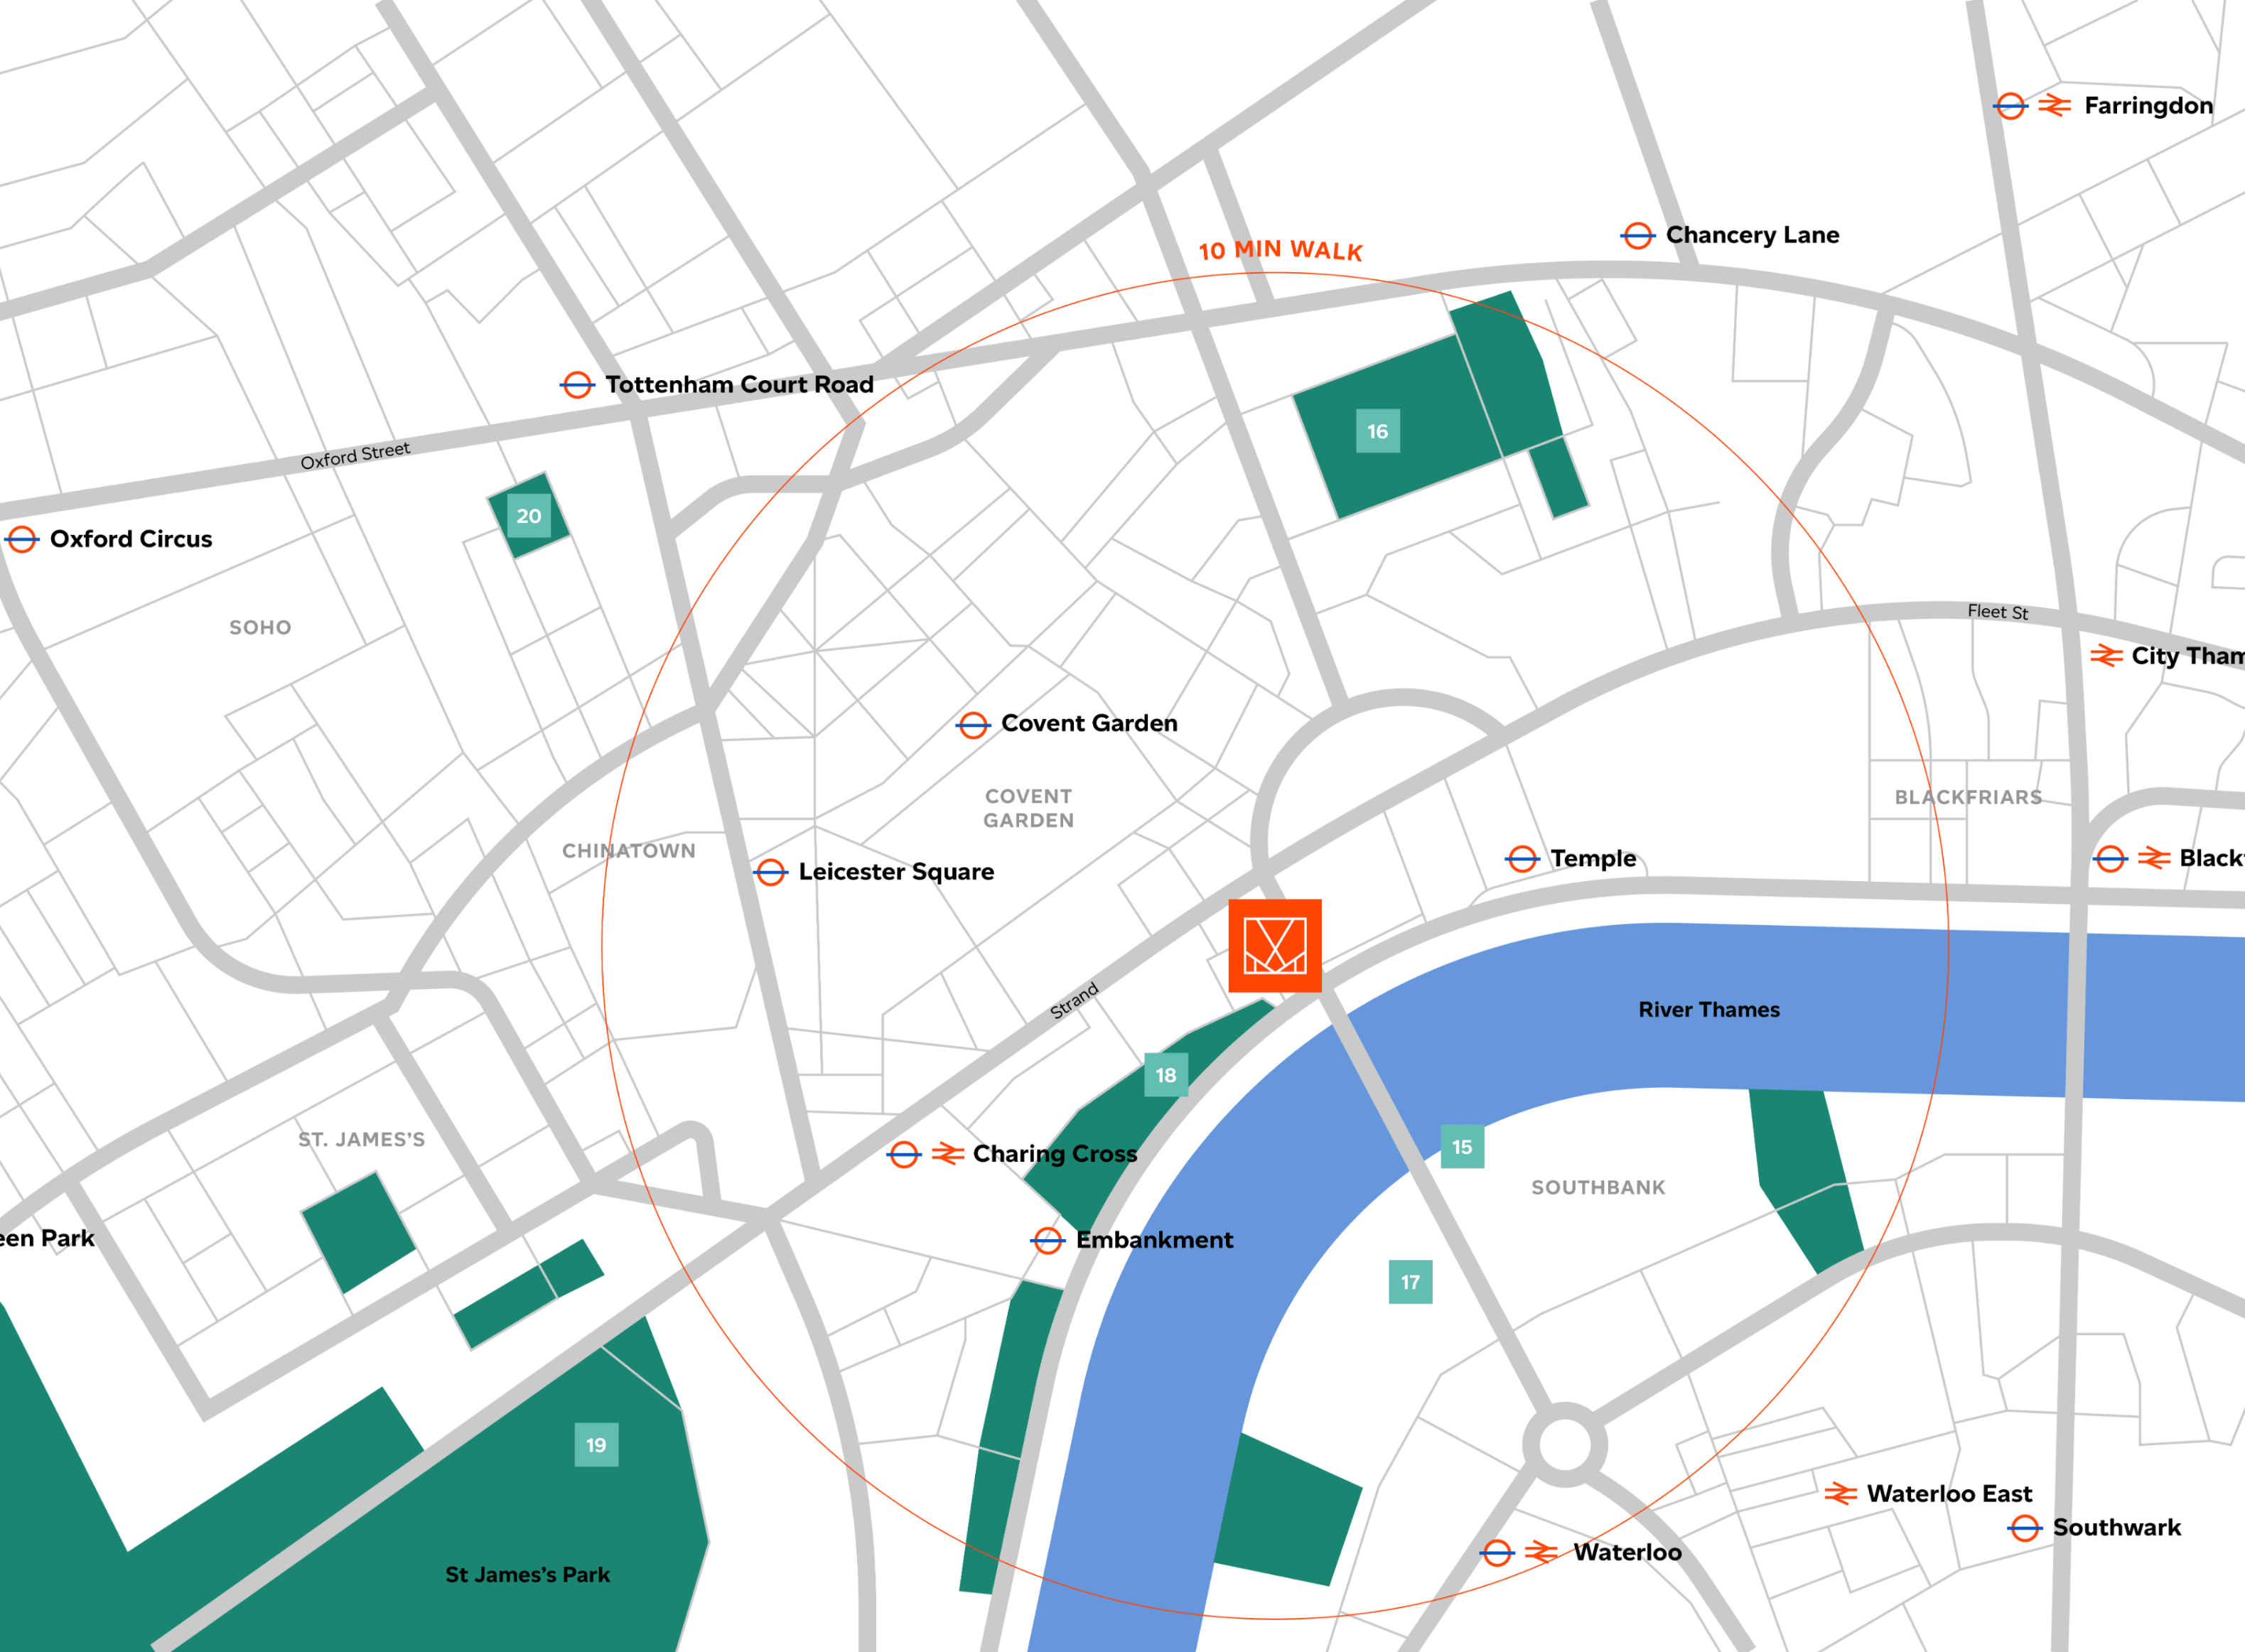 Farringdon
Chancery Lane
10 MIN WALK
Tottenham Court Road
16
Oxford Street
20
Oxford Circus
SOHO
Fleet St
City Tham
Covent Garden
COVENT
GARDEN
BLACKFRIARS
CHINATOWN
Leicester Square
Temple
Blackf
Strand
River Thames
18
ST. JAMES'S
Charing Cross
15
SOUTHBANK
een Park
Embankment
17
19
Waterloo East
Southwark
Waterloo
St James's Park